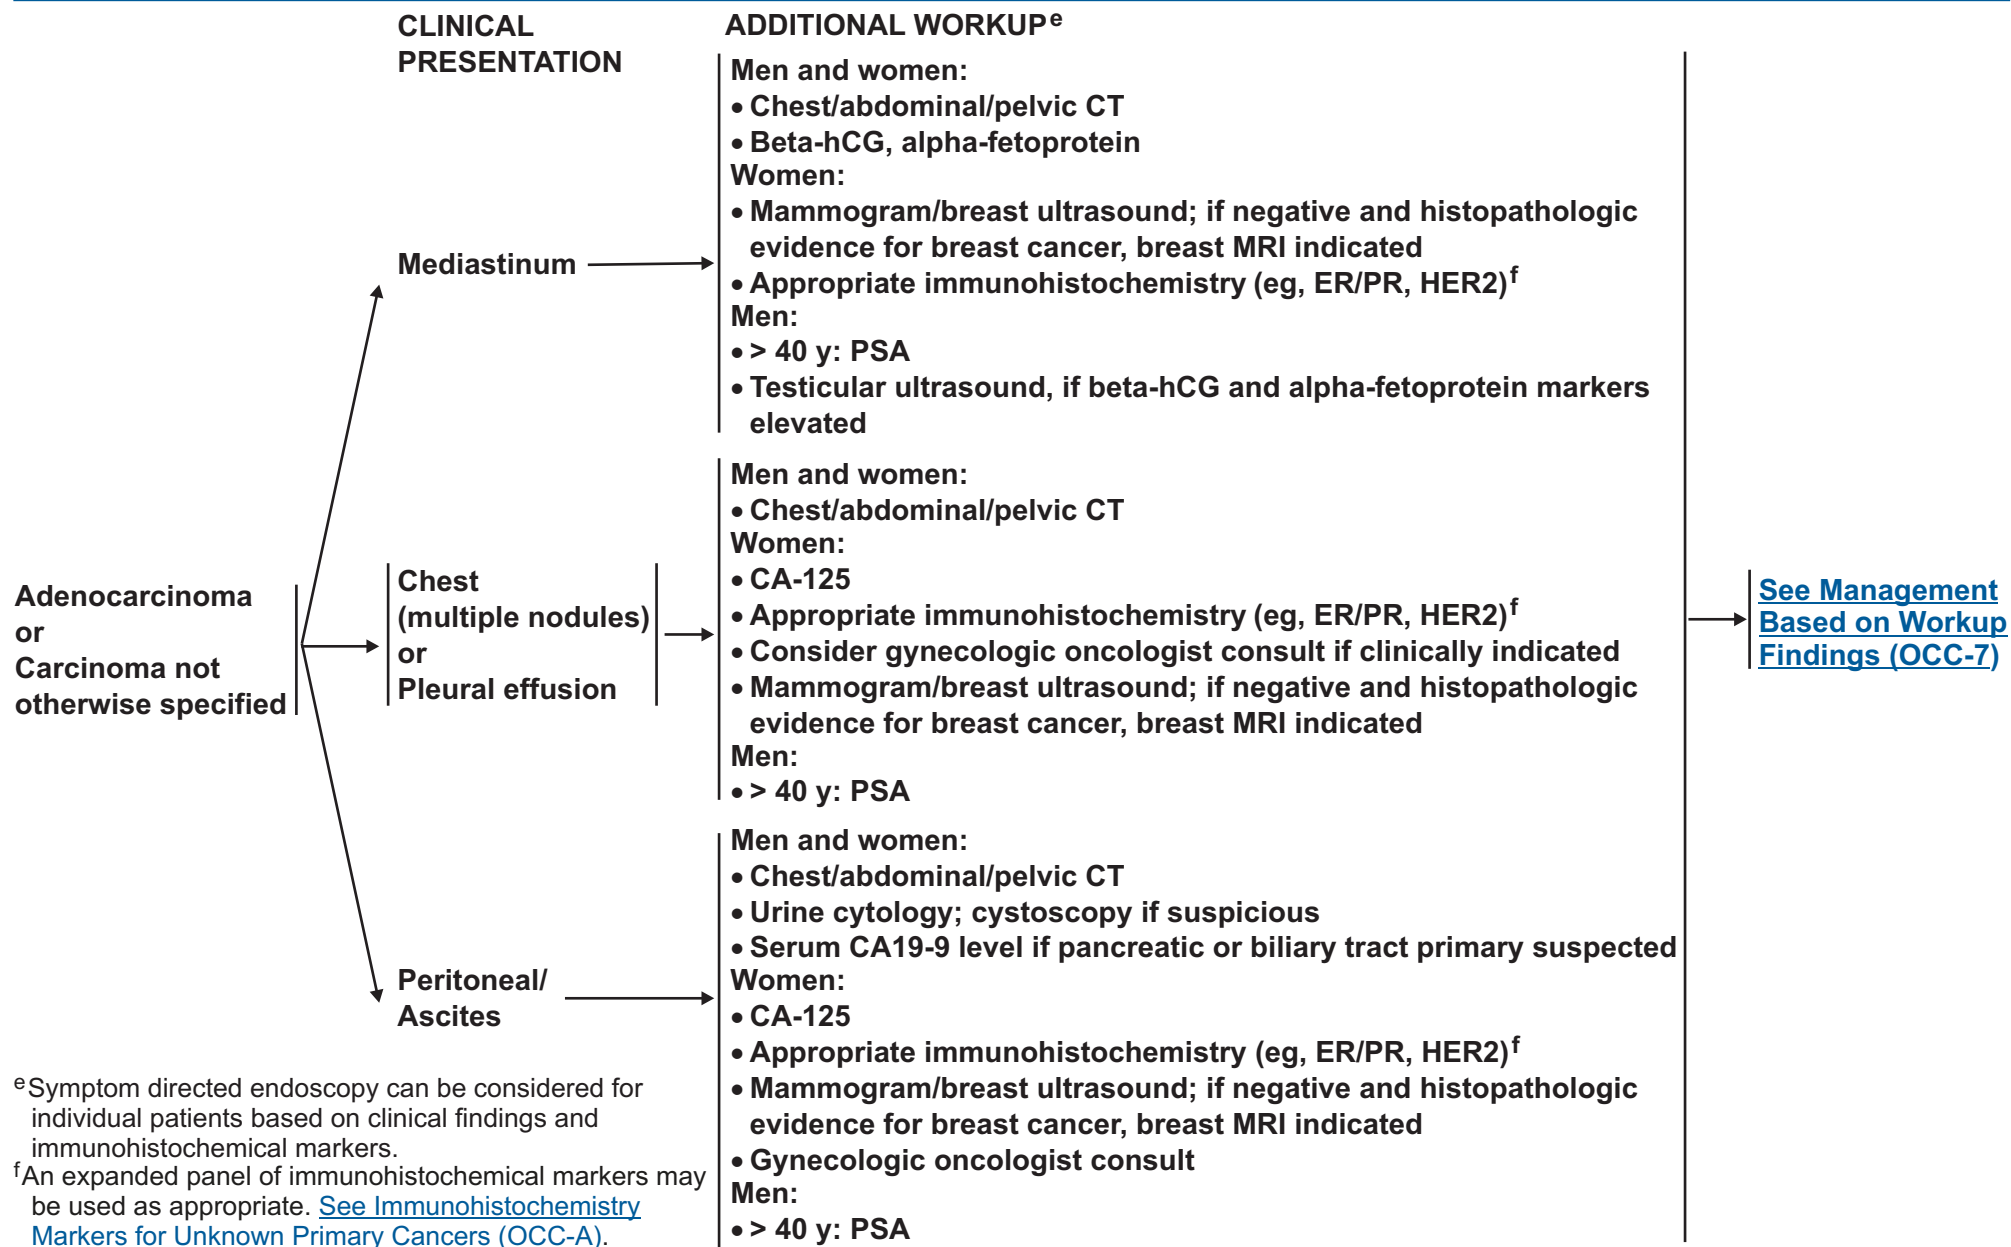 CLINICAL
PRESENTATION
ADDITIONAL WORKUPe
Adenocarcinoma
or
Carcinoma not
otherwise specified
Mediastinum
Men and women:
• Chest/abdominal/pelvic CT
• Beta-hCG, alpha-fetoprotein
Women:
• Mammogram/breast ultrasound; if negative and histopathologic
evidence for breast cancer, breast MRI indicated
• Appropriate immunohistochemistry (eg, ER/PR, HER2)f
Men:
• > 40 y: PSA
• Testicular ultrasound, if beta-hCG and alpha-fetoprotein markers
elevated
Chest
(multiple nodules)
or
Pleural effusion
Men and women:
• Chest/abdominal/pelvic CT
Women:
• CA-125
• Appropriate immunohistochemistry (eg, ER/PR, HER2)f
• Consider gynecologic oncologist consult if clinically indicated
• Mammogram/breast ultrasound; if negative and histopathologic
evidence for breast cancer, breast MRI indicated
Men:
• > 40 y: PSA
Peritoneal/
Ascites
Men and women:
• Chest/abdominal/pelvic CT
• Urine cytology; cystoscopy if suspicious
• Serum CA19-9 level if pancreatic or biliary tract primary suspected
Women:
• CA-125
• Appropriate immunohistochemistry (eg, ER/PR, HER2)f
• Mammogram/breast ultrasound; if negative and histopathologic
evidence for breast cancer, breast MRI indicated
• Gynecologic oncologist consult
Men:
• > 40 y: PSA
See Management
Based on Workup
Findings (OCC-7)
eSymptom directed endoscopy can be considered for
individual patients based on clinical findings and
immunohistochemical markers.
fAn expanded panel of immunohistochemical markers may
be used as appropriate. See Immunohistochemistry
Markers for Unknown Primary Cancers (OCC-A).